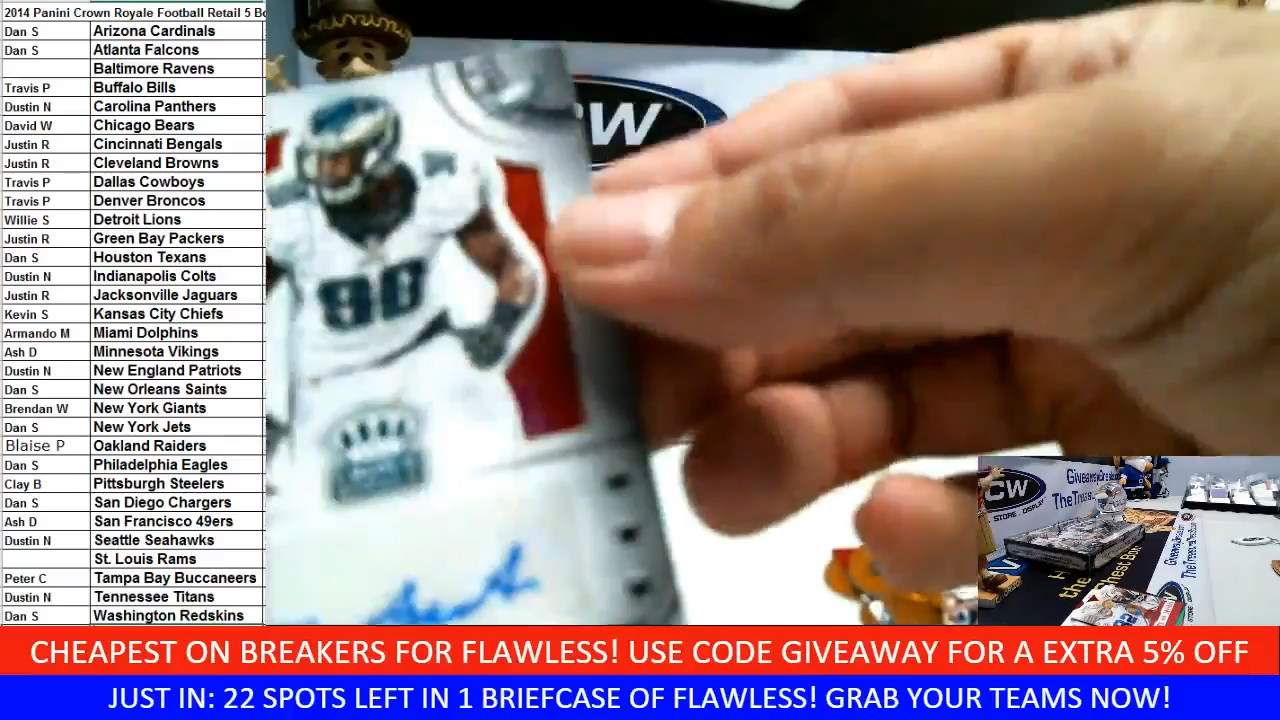 2014 Panini Crown Royale Football Retail 5 Bo
Dan S Arizona Cardinals
Dan S Atlanta Falcons
Baltimore Ravens
Travis P Buffalo Bills
Dustin N Carolina Panthers
David W Chicago Bears
Justin R Cincinnati Bengals
Justin R Cleveland Browns
Travis P Dallas Cowboys
Travis P Denver Broncos
Willie S Detroit Lions
Justin R Green Bay Packers
Dan S Houston Texans
Dustin N Indianapolis Colts
Justin R Jacksonville Jaguars
Kevin S Kansas City Chiefs
Armando M Miami Dolphins
Ash D Minnesota Vikings
Dustin N New England Patriots
Dan S New Orleans Saints
Brendan W New York Giants
Dan S New York Jets
Blaise P Oakland Raiders
Dan S Philadelphia Eagles
Clay B Pittsburgh Steelers
Dan S San Diego Chargers
Ash D San Francisco 49ers
Dustin N Seattle Seahawks
St. Louis Rams
Peter C Tampa Bay Buccaneers
Dustin N Tennessee Titans
Dan S Washington Redskins
CW
98
CW
STORE - DISPLAY
CHEAPEST ON BREAKERS FOR FLAWLESS! USE CODE GIVEAWAY FOR A EXTRA 5% OFF
JUST IN: 22 SPOTS LEFT IN 1 BRIEFCASE OF FLAWLESS! GRAB YOUR TEAMS NOW!